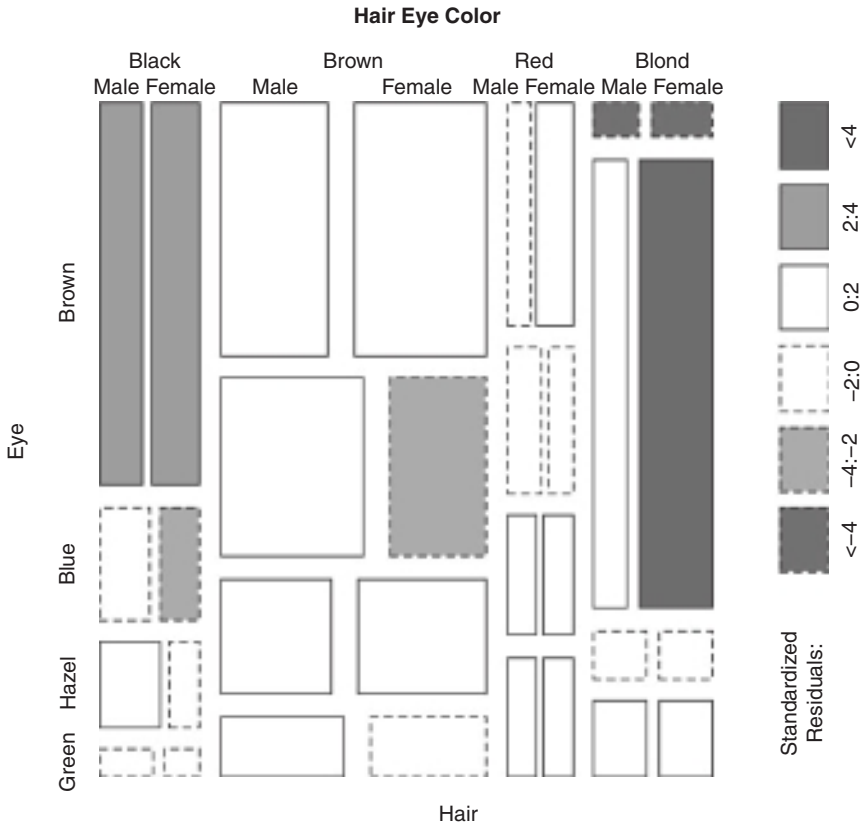 Hair Eye Color
Black Brown Red Blond
Male Female Male Female Male Female Male Female
Eye
Brown
Blue
Hazel
Green
Hair
Standardized
Residuals:
<−4
−4:−2
−2:0
0:2
2:4
<4